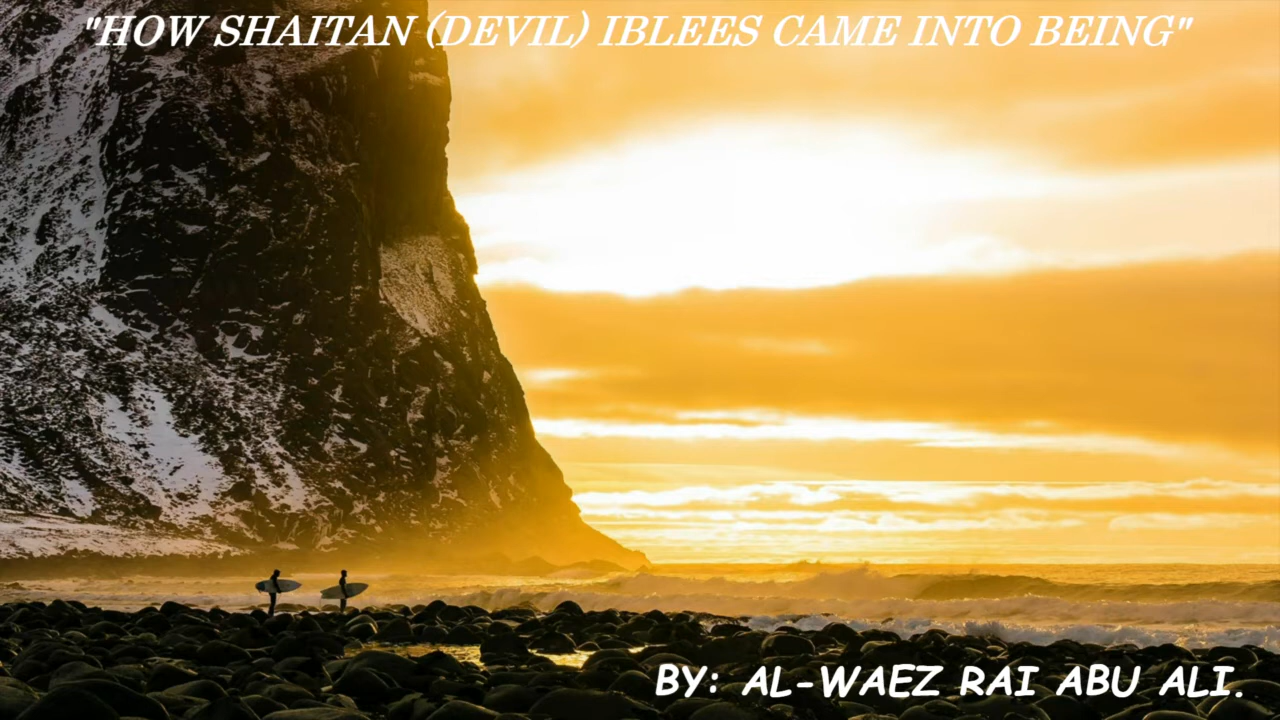 "HOW SHAITAN (DEVIL) IBLEES CAME INTO BEING"
BY: AL-WAEZ RAI ABU ALI.